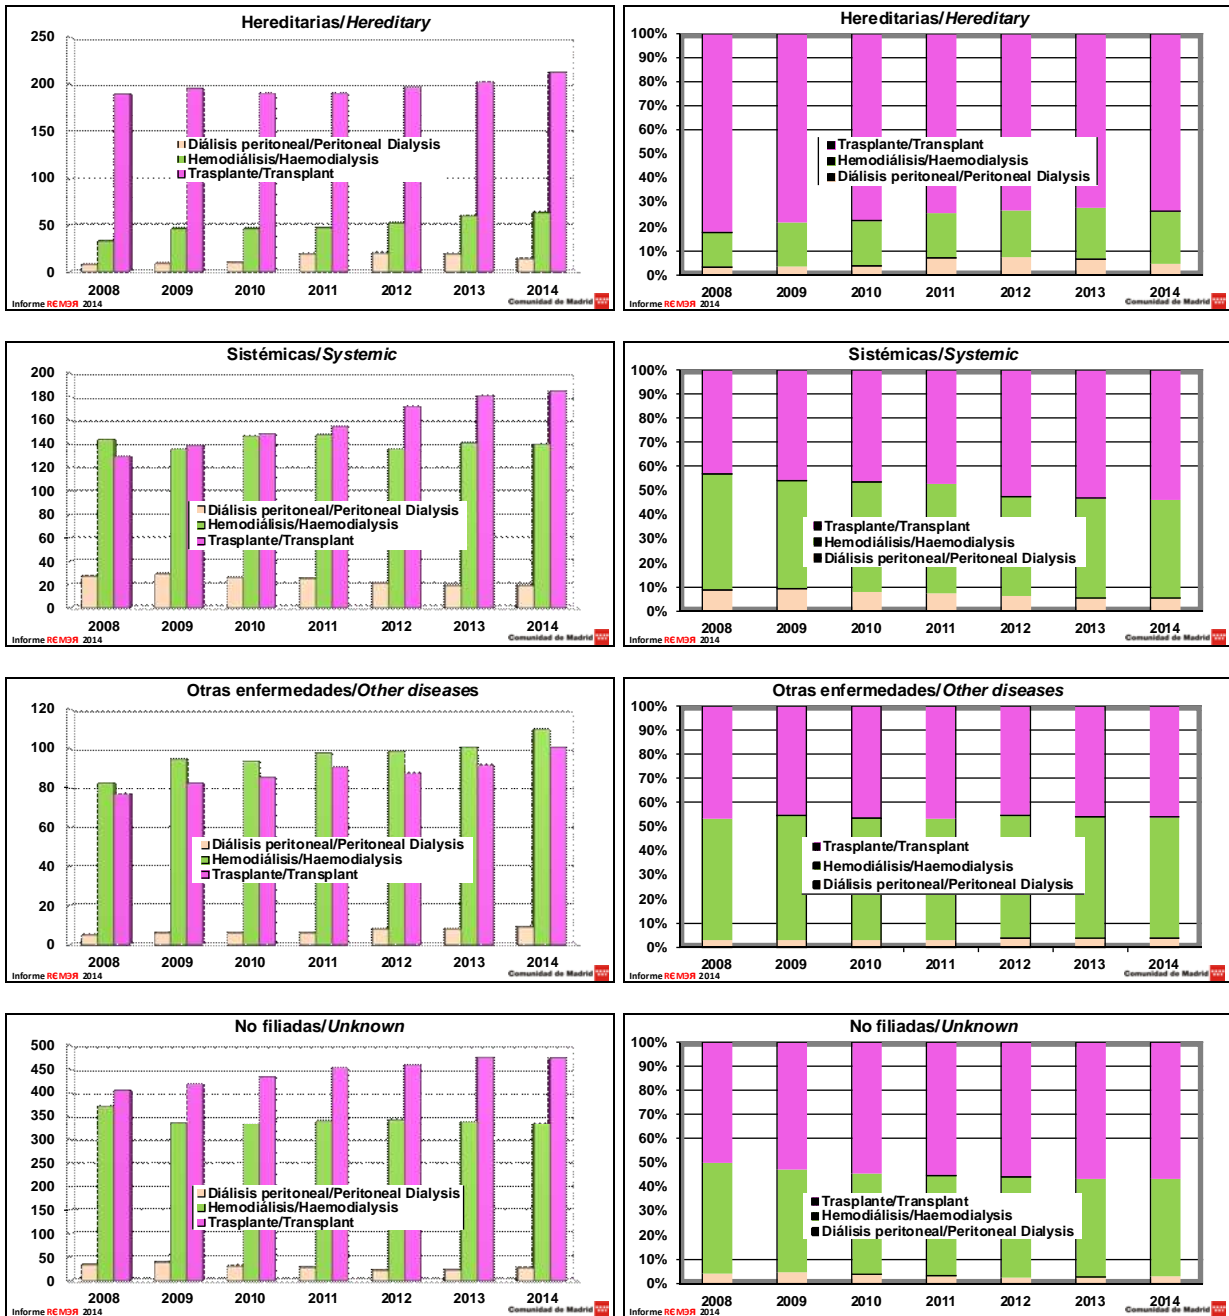 Hereditarias/Hereditary
250
200
150
100
50
0
Diálisis peritoneal/Peritoneal Dialysis
Hemodiálisis/Haemodialysis
Trasplante/Transplant
2008 2009 2010 2011 2012 2013 2014
Informe REMER 2014
Comunidad de Madrid
Hereditarias/Hereditary
100%
90%
80%
70%
60%
50%
40%
30%
20%
10%
0%
Trasplante/Transplant
Hemodiálisis/Haemodialysis
Diálisis peritoneal/Peritoneal Dialysis
2008 2009 2010 2011 2012 2013 2014
Informe REMER 2014
Comunidad de Madrid
Sistémicas/Systemic
200
180
160
140
120
100
80
60
40
20
0
Diálisis peritoneal/Peritoneal Dialysis
Hemodiálisis/Haemodialysis
Trasplante/Transplant
2008 2009 2010 2011 2012 2013 2014
Informe REMER 2014
Comunidad de Madrid
Sistémicas/Systemic
100%
90%
80%
70%
60%
50%
40%
30%
20%
10%
0%
Trasplante/Transplant
Hemodiálisis/Haemodialysis
Diálisis peritoneal/Peritoneal Dialysis
2008 2009 2010 2011 2012 2013 2014
Informe REMER 2014
Comunidad de Madrid
Otras enfermedades/Other diseases
120
100
80
60
40
20
0
Diálisis peritoneal/Peritoneal Dialysis
Hemodiálisis/Haemodialysis
Trasplante/Transplant
2008 2009 2010 2011 2012 2013 2014
Informe REMER 2014
Comunidad de Madrid
Otras enfermedades/Other diseases
100%
90%
80%
70%
60%
50%
40%
30%
20%
10%
0%
Trasplante/Transplant
Hemodiálisis/Haemodialysis
Diálisis peritoneal/Peritoneal Dialysis
2008 2009 2010 2011 2012 2013 2014
Informe REMER 2014
Comunidad de Madrid
No filiadas/Unknown
500
450
400
350
300
250
200
150
100
50
0
Diálisis peritoneal/Peritoneal Dialysis
Hemodiálisis/Haemodialysis
Trasplante/Transplant
2008 2009 2010 2011 2012 2013 2014
Informe REMER 2014
Comunidad de Madrid
No filiadas/Unknown
100%
90%
80%
70%
60%
50%
40%
30%
20%
10%
0%
Trasplante/Transplant
Hemodiálisis/Haemodialysis
Diálisis peritoneal/Peritoneal Dialysis
2008 2009 2010 2011 2012 2013 2014
Informe REMER 2014
Comunidad de Madrid